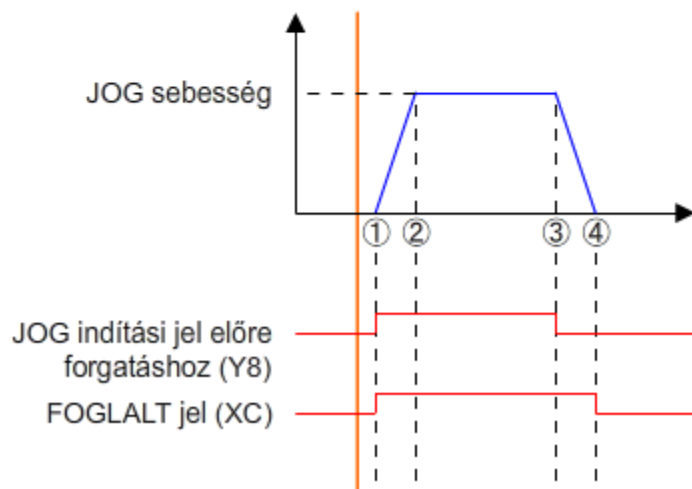 JOG sebesség
① ② ③ ④
JOG indítási jel előre
forgatáshoz (Y8)
FOGLALT jel (XC)